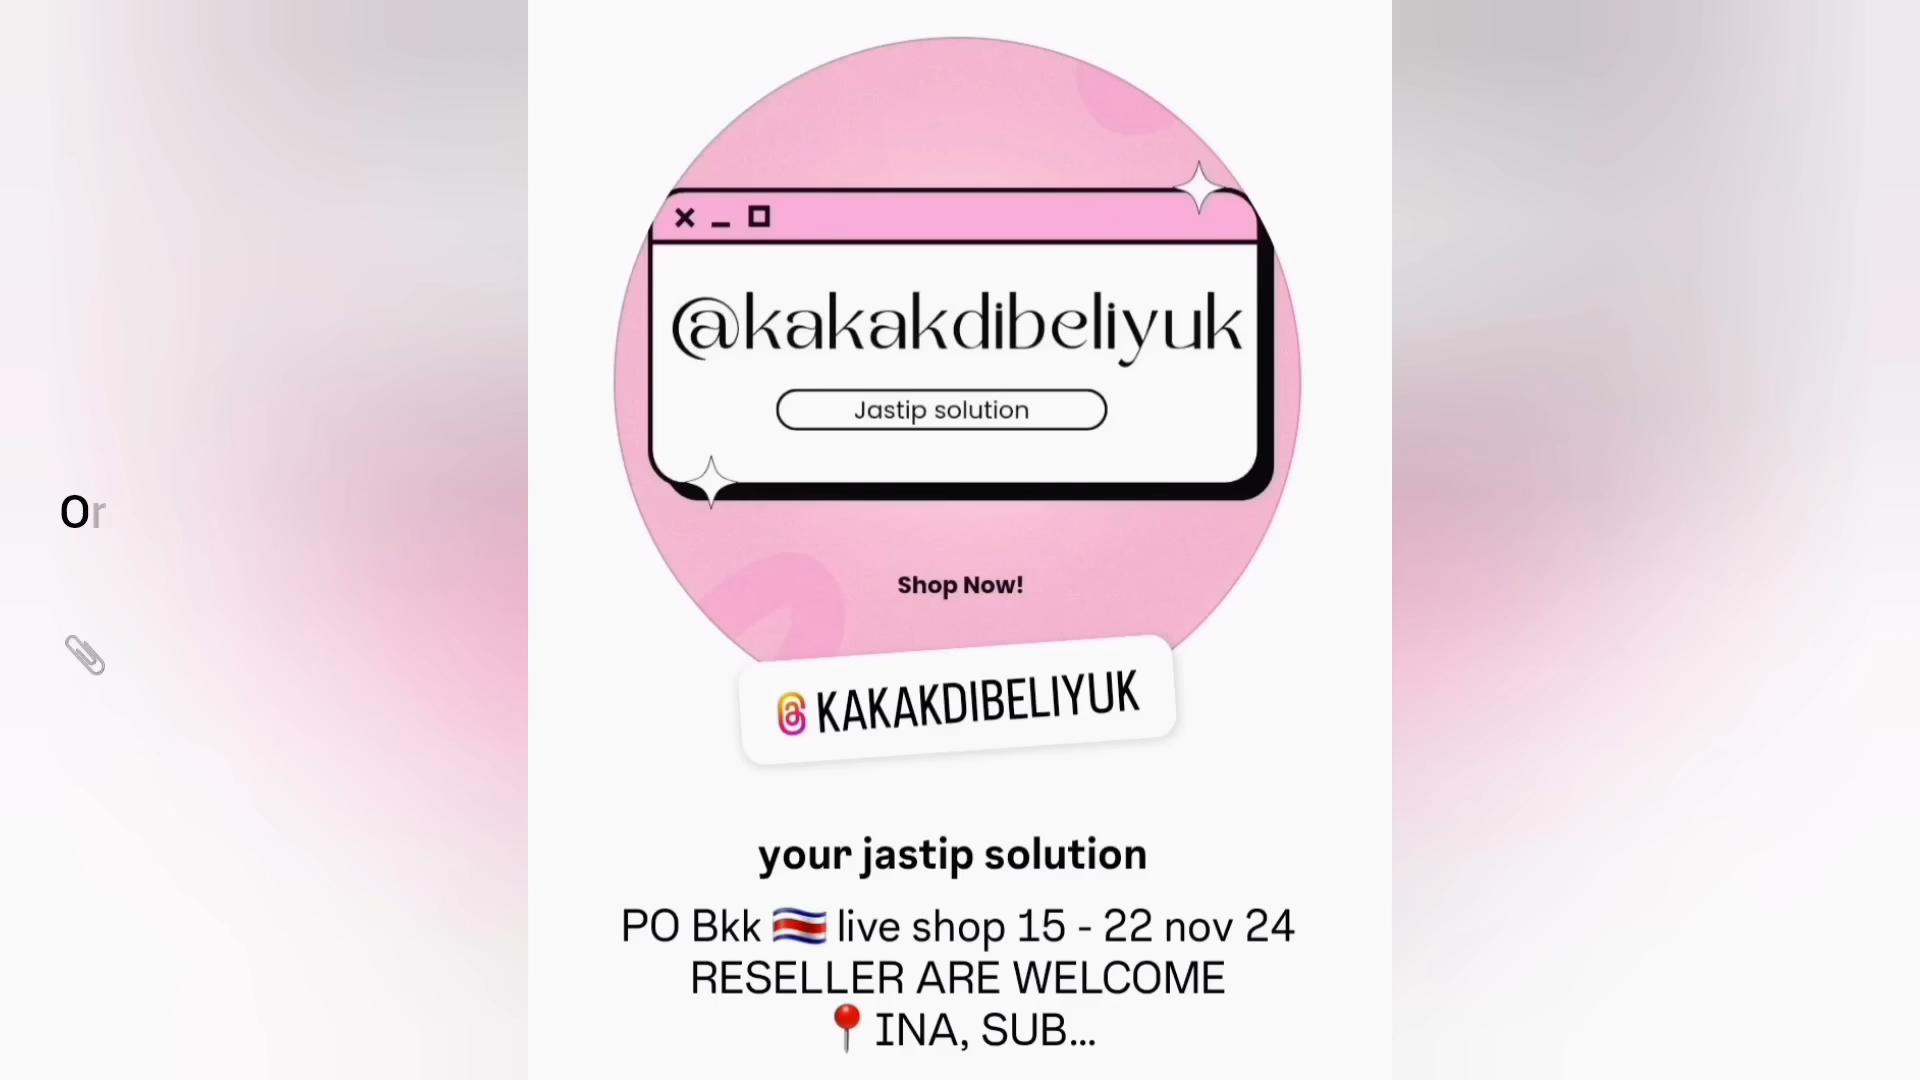 @kakakdibeliyuk
Jastip solution
Or
Shop Now!
KAKAKDIBELIYUK
your jastip solution
PO Bkk 🇨🇷 live shop 15 - 22 nov 24
RESELLER ARE WELCOME
📍INA, SUB...